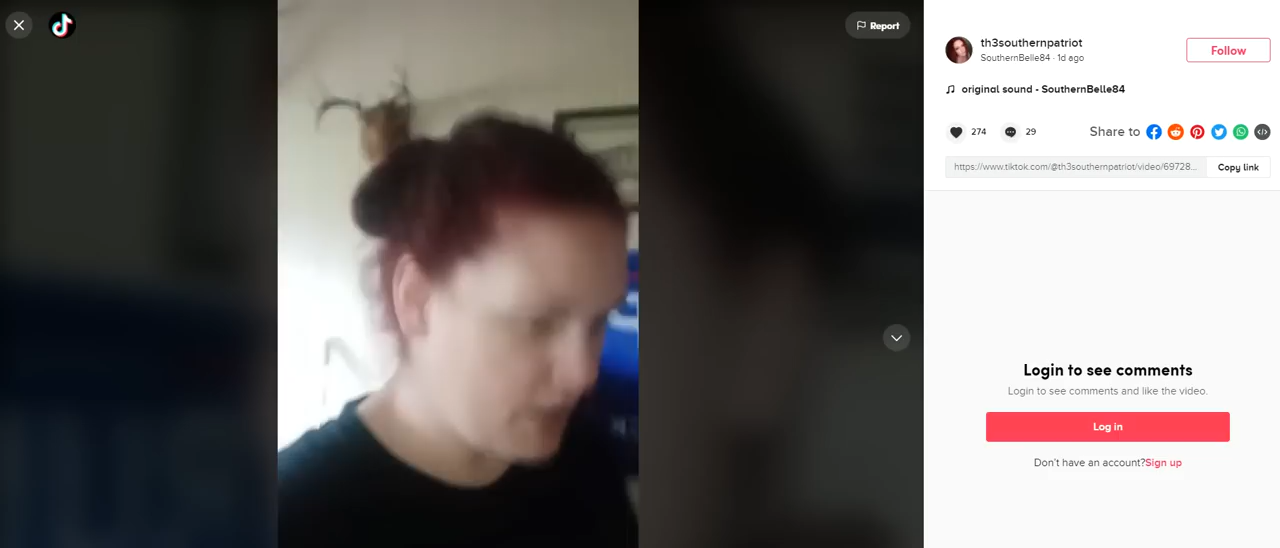 Report
th3southernpatriot
SouthernBelle84 · 1d ago
Follow
♫ original sound - SouthernBelle84
274
29
Share to
https://www.tiktok.com/@th3southernpatriot/video/69728...
Copy link
Login to see comments
Login to see comments and like the video.
Log in
Don't have an account?Sign up